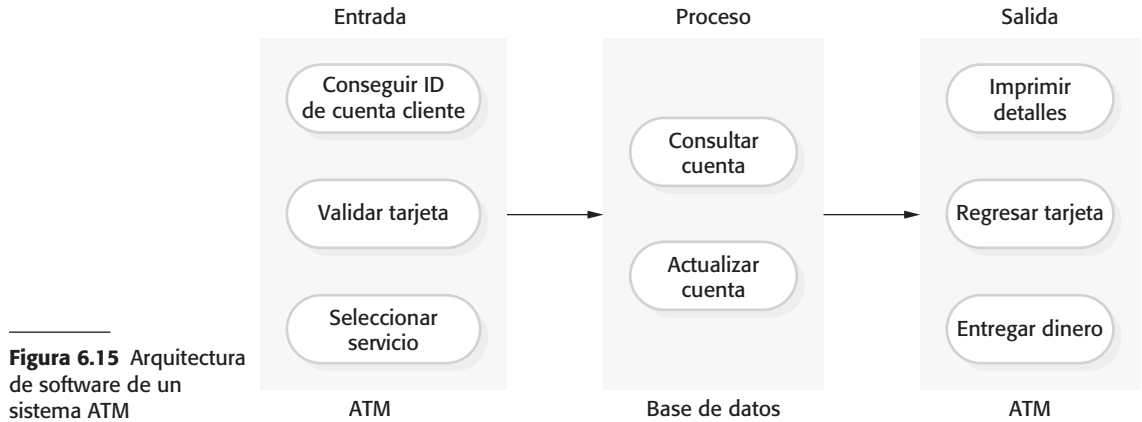 Entrada
Proceso
Salida
Conseguir ID
de cuenta cliente
Validar tarjeta
Seleccionar
servicio
Consultar
cuenta
Actualizar
cuenta
Imprimir
detalles
Regresar tarjeta
Entregar dinero
ATM
Base de datos
ATM
Figura 6.15 Arquitectura
de software de un
sistema ATM